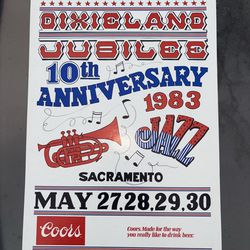 DIXIELAND
JUBILEE
10th
ANNIVERSARY
1983
JAZZ
SACRAMENTO
MAY 27,28,29,30
Coors
Coors. Made for the way
you really like to drink beer.